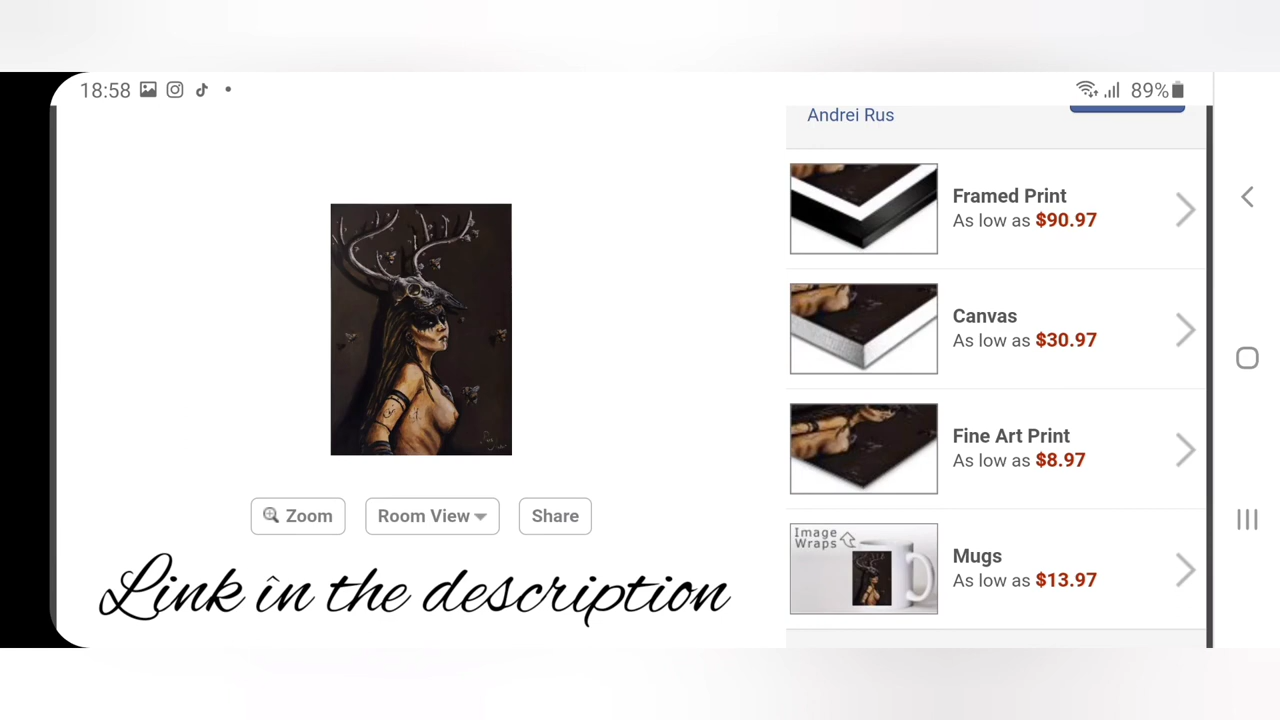 18:58
89%
Andrei Rus
Framed Print
As low as $90.97
Canvas
As low as $30.97
Fine Art Print
As low as $8.97
Image
Wraps
Mugs
As low as $13.97
Zoom
Room View
Share
Link în the description